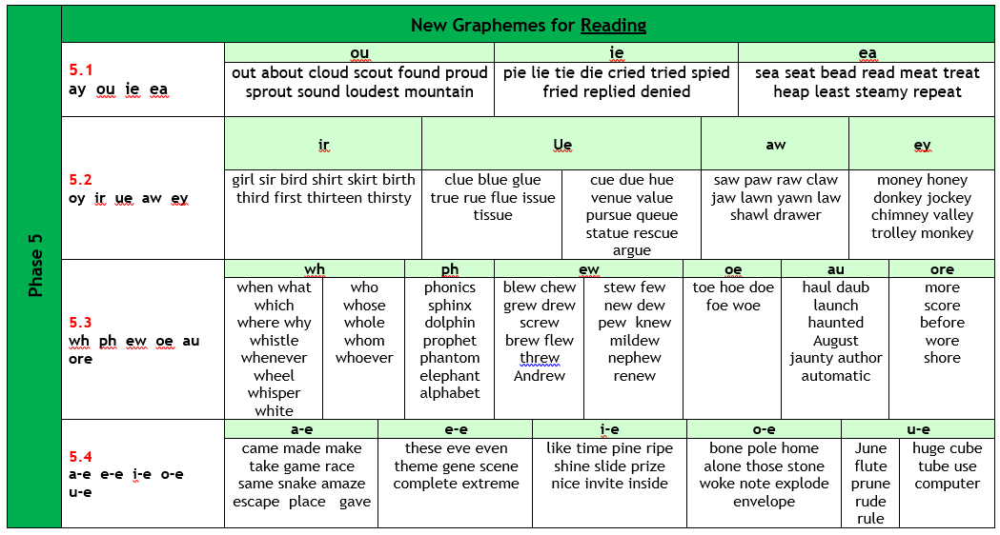 New Graphemes for Reading
Phase 5
5.1
ay ou ie ea
ou
out about cloud scout found proud
sprout sound loudest mountain
ie
pie lie tie die cried tried spied
fried replied denied
ea
sea seat bead read meat treat
heap least steamy repeat
5.2
oy ir ue aw ey
ir
girl sir bird shirt skirt birth
third first thirteen thirsty
Ue
clue blue glue
true rue flue issue
tissue
cue due hue
venue value
pursue queue
statue rescue
argue
aw
saw paw raw claw
jaw lawn yawn law
shawl drawer
ey
money honey
donkey jockey
chimney valley
trolley monkey
5.3
wh ph ew oe au
ore
wh
when what
which
where why
whistle
whenever
wheel
whisper
white
who
whose
whole
whom
whoever
ph
phonics
sphinx
dolphin
prophet
phantom
elephant
alphabet
ew
blew chew
grew drew
screw
brew flew
threw
Andrew
stew few
new dew
pew knew
mildew
nephew
renew
oe
toe hoe doe
foe woe
au
haul daub
launch
haunted
August
jaunty author
automatic
ore
more
score
before
wore
shore
5.4
a-e e-e i-e o-e
u-e
a-e
came made make
take game race
same snake amaze
escape place gave
e-e
these eve even
theme gene scene
complete extreme
i-e
like time pine ripe
shine slide prize
nice invite inside
o-e
bone pole home
alone those stone
woke note explode
envelope
u-e
June
flute
prune
rude
rule
huge cube
tube use
computer